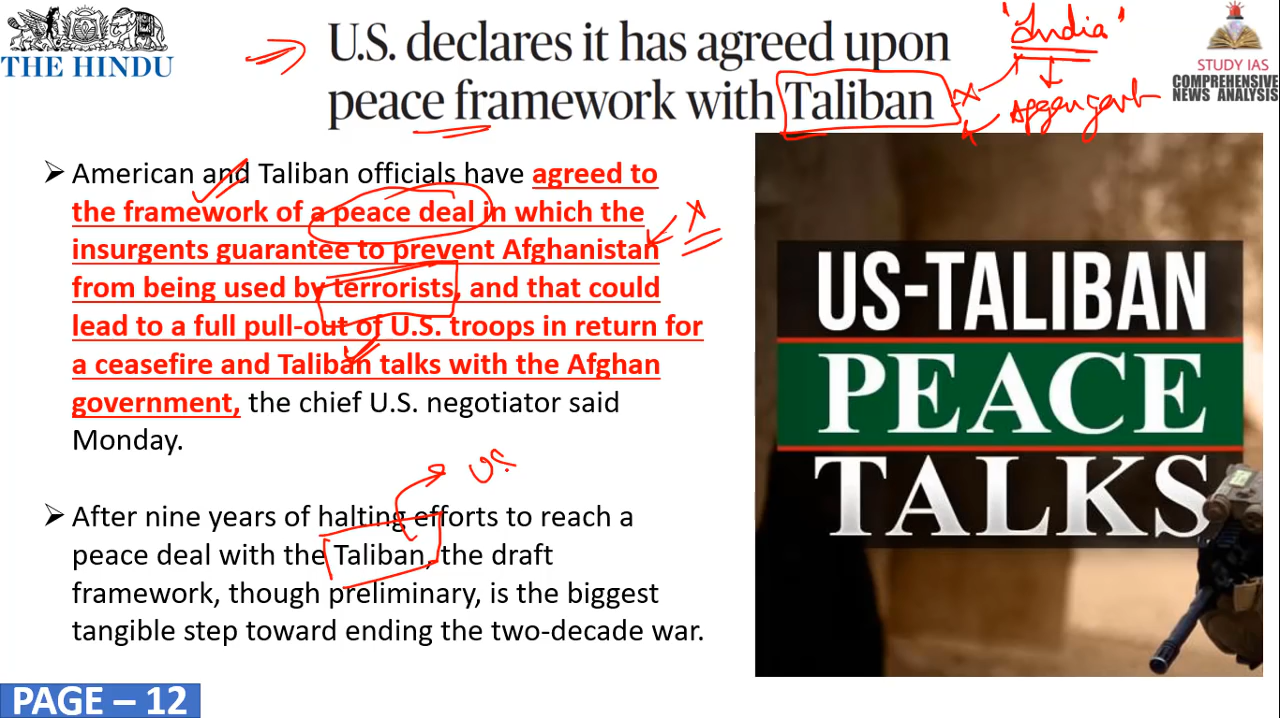 THE HINDU
U.S. declares it has agreed upon
peace framework with Taliban
'India'
STUDY IAS
COMPREHENSIVE
NEWS ANALYSIS
➢ American and Taliban officials have agreed to
the framework of a peace deal in which the
insurgents guarantee to prevent Afghanistan
from being used by terrorists, and that could
lead to a full pull-out of U.S. troops in return for
a ceasefire and Taliban talks with the Afghan
government, the chief U.S. negotiator said
Monday.
US
➢ After nine years of halting efforts to reach a
peace deal with the Taliban, the draft
framework, though preliminary, is the biggest
tangible step toward ending the two-decade war.
US-TALIBAN
PEACE
TALKS
PAGE – 12